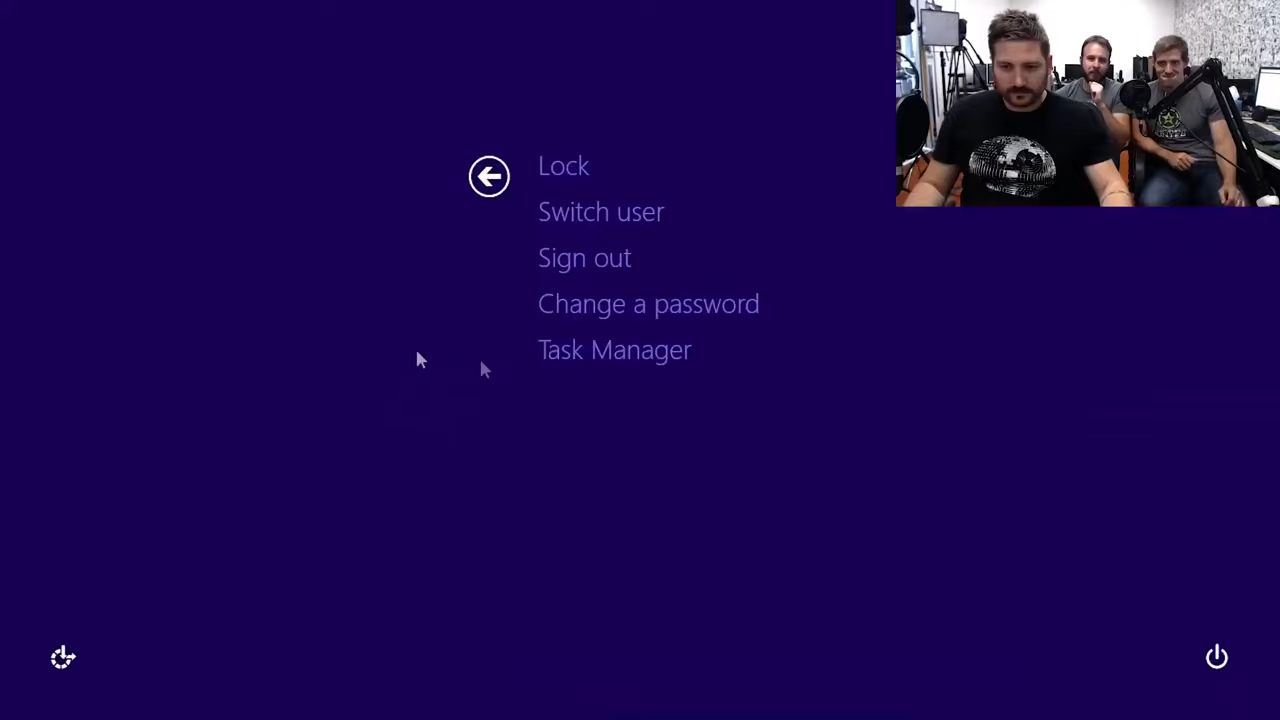 Lock
Switch user
Sign out
Change a password
Task Manager